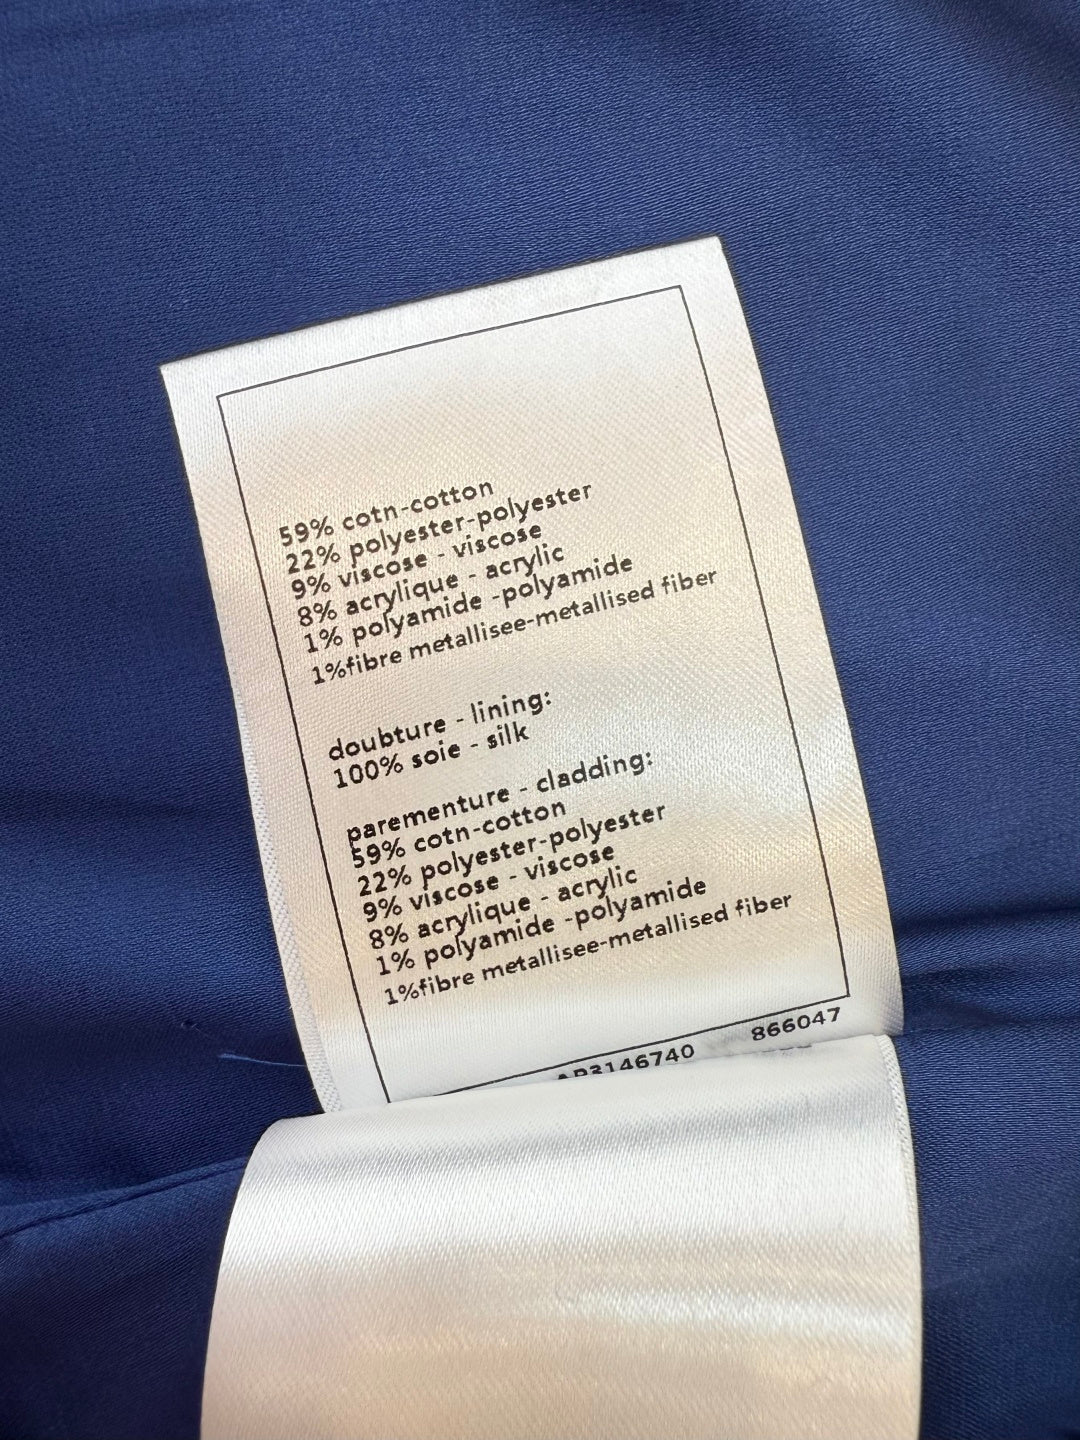 59% cotn-cotton
22% polyester-polyester
9% viscose - viscose
8% acrylique - acrylic
1% polyamide -polyamide
1%fibre metallisee-metallised fiber
doubture - lining:
100% soie - silk
parementure - cladding:
59% cotn-cotton
22% polyester-polyester
9% viscose - viscose
8% acrylique - acrylic
1% polyamide -polyamide
1%fibre metallisee-metallised fiber
AP3146740 866047